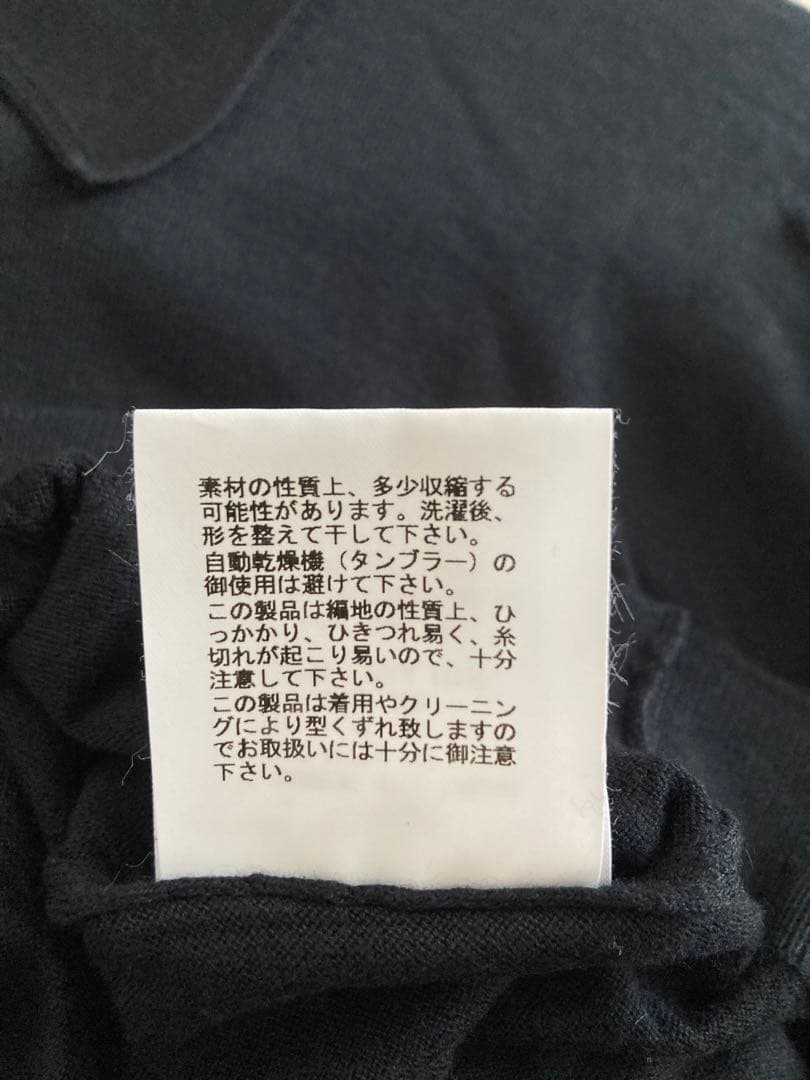 素材の性質上、多少収縮する
可能性があります。洗濯後、
形を整えて干して下さい。
自動乾燥機（タンブラー）の
御使用は避けて下さい。
この製品は編地の性質上、ひ
っかかり、ひきつれ易く、糸
切れが起こり易いので、十分
注意して下さい。
この製品は着用やクリーニン
グにより型くずれ致しますの
でお取扱いには十分に御注意
下さい。